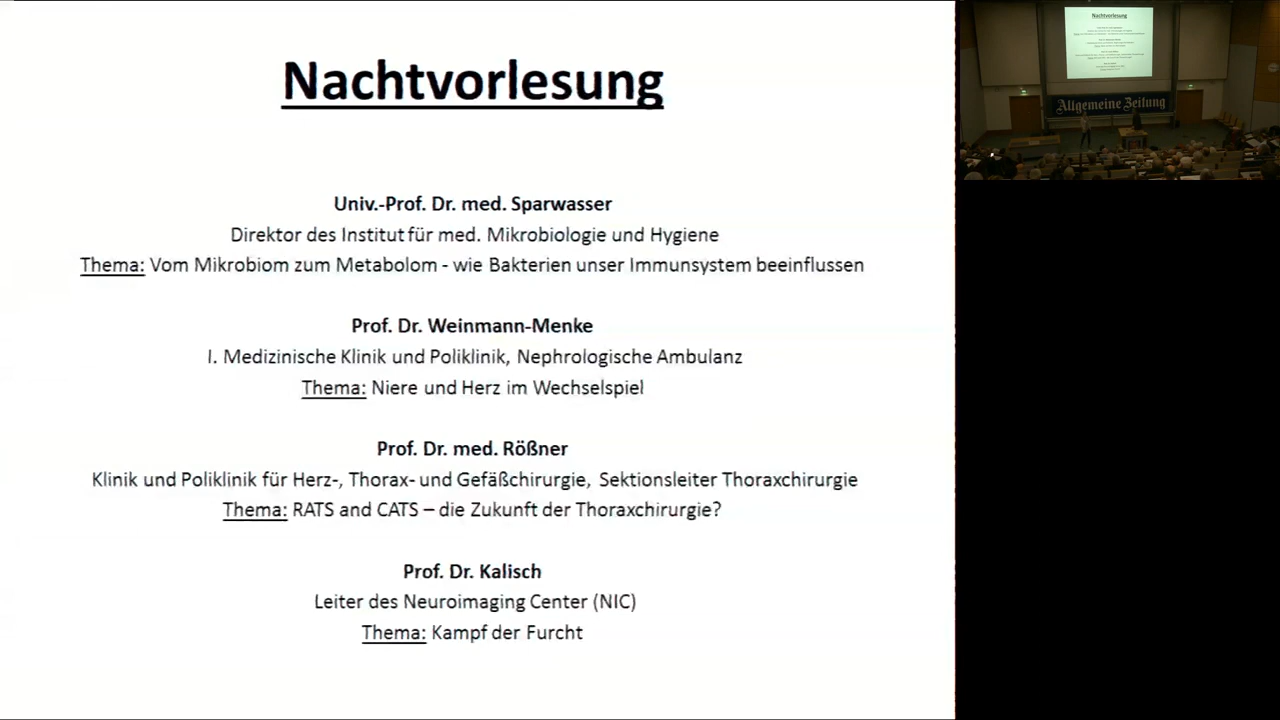 Nachtvorlesung
Univ.-Prof. Dr. med. Sparwasser
Direktor des Institut für med. Mikrobiologie und Hygiene
Thema: Vom Mikrobiom zum Metabolom - wie Bakterien unser Immunsystem beeinflussen
Prof. Dr. Weinmann-Menke
I. Medizinische Klinik und Poliklinik, Nephrologische Ambulanz
Thema: Niere und Herz im Wechselspiel
Prof. Dr. med. Rößner
Klinik und Poliklinik für Herz-, Thorax- und Gefäßchirurgie, Sektionsleiter Thoraxchirurgie
Thema: RATS and CATS – die Zukunft der Thoraxchirurgie?
Prof. Dr. Kalisch
Leiter des Neuroimaging Center (NIC)
Thema: Kampf der Furcht
Nachtvorlesung
Allgemeine Zeitung